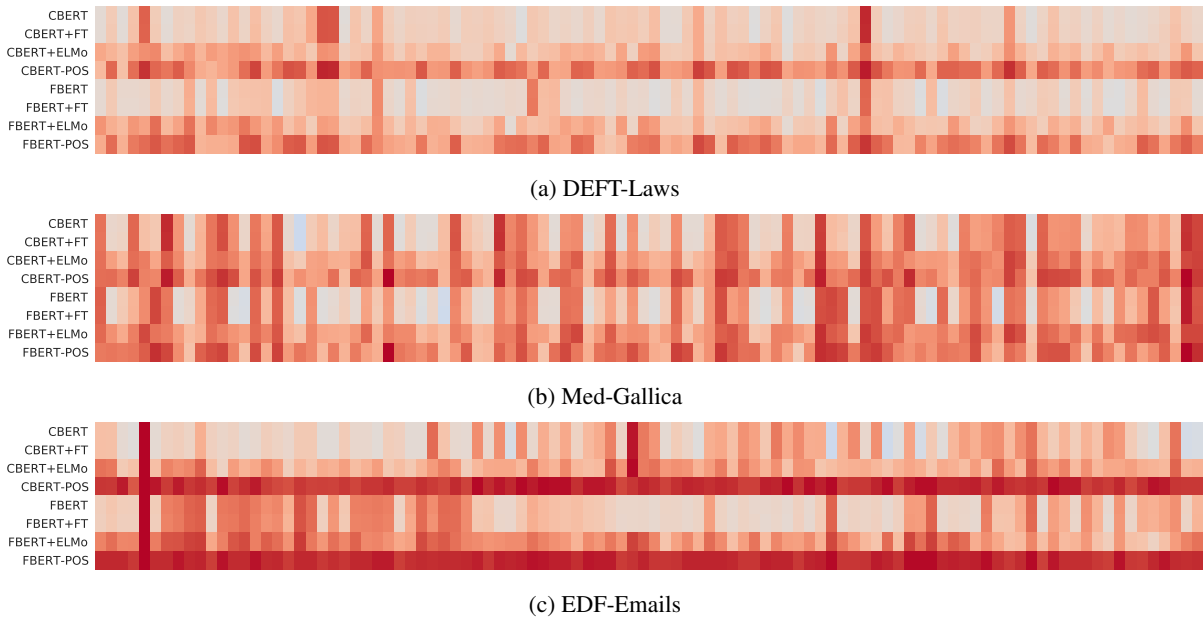 CBERT
CBERT+FT
CBERT+ELMo
CBERT-POS
FBERT
FBERT+FT
FBERT+ELMo
FBERT-POS
(a) DEFT-Laws
CBERT
CBERT+FT
CBERT+ELMo
CBERT-POS
FBERT
FBERT+FT
FBERT+ELMo
FBERT-POS
(b) Med-Gallica
CBERT
CBERT+FT
CBERT+ELMo
CBERT-POS
FBERT
FBERT+FT
FBERT+ELMo
FBERT-POS
(c) EDF-Emails